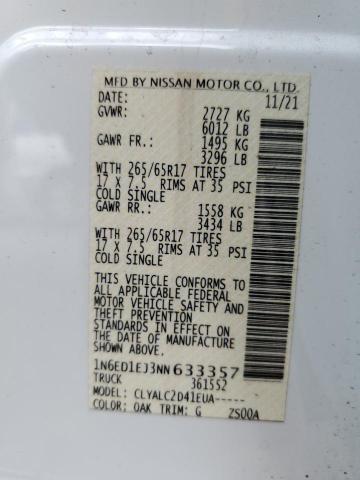 MFD BY NISSAN MOTOR CO., LTD.
DATE: 11/21
GVWR: 2727 KG
6012 LB
GAWR FR.: 1495 KG
3296 LB
WITH 265/65R17 TIRES
17 X 7.5 RIMS AT 35 PSI
COLD SINGLE
GAWR RR.: 1558 KG
3434 LB
WITH 265/65R17 TIRES
17 X 7.5 RIMS AT 35 PSI
COLD SINGLE
THIS VEHICLE CONFORMS TO
ALL APPLICABLE FEDERAL
MOTOR VEHICLE SAFETY AND
THEFT PREVENTION
STANDARDS IN EFFECT ON
THE DATE OF MANUFACTURE
SHOWN ABOVE.
1N6ED1EJ3NN633357
TRUCK 361552
MODEL: CLYALC2D41EUA-----
COLOR: OAK TRIM: G ZS00A